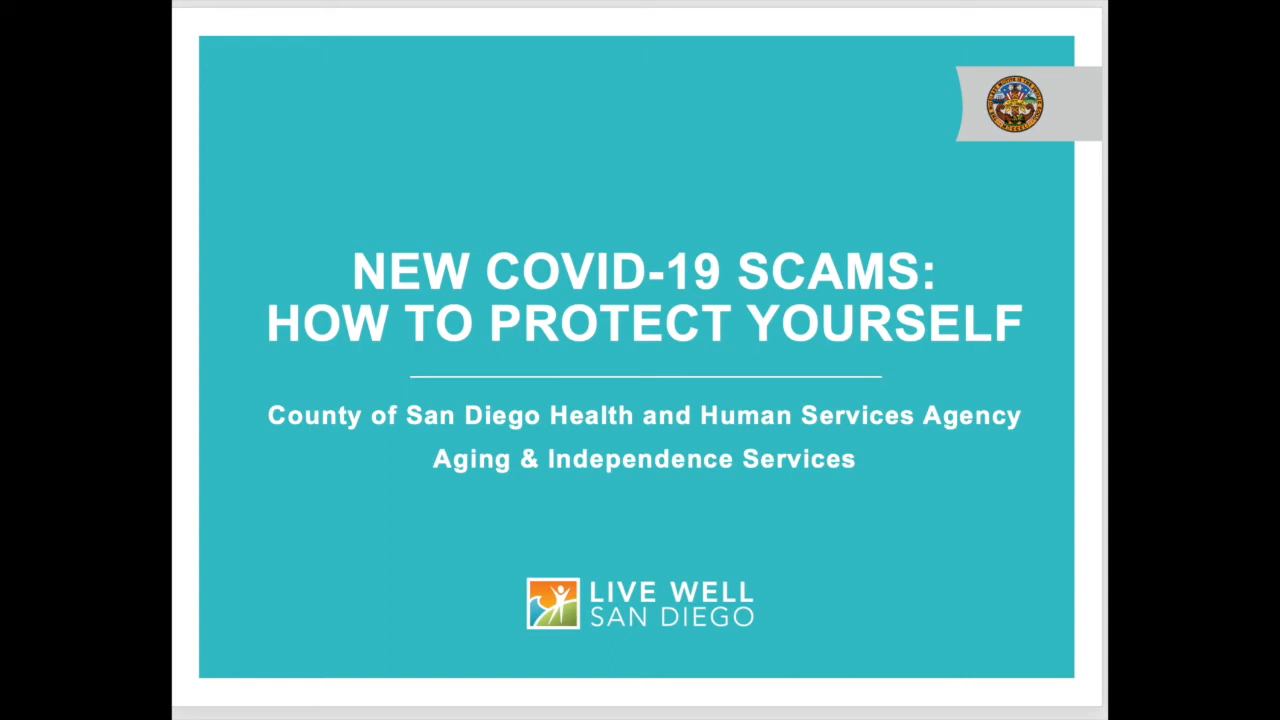 NEW COVID-19 SCAMS:
HOW TO PROTECT YOURSELF
County of San Diego Health and Human Services Agency
Aging & Independence Services
LIVE WELL
SAN DIEGO